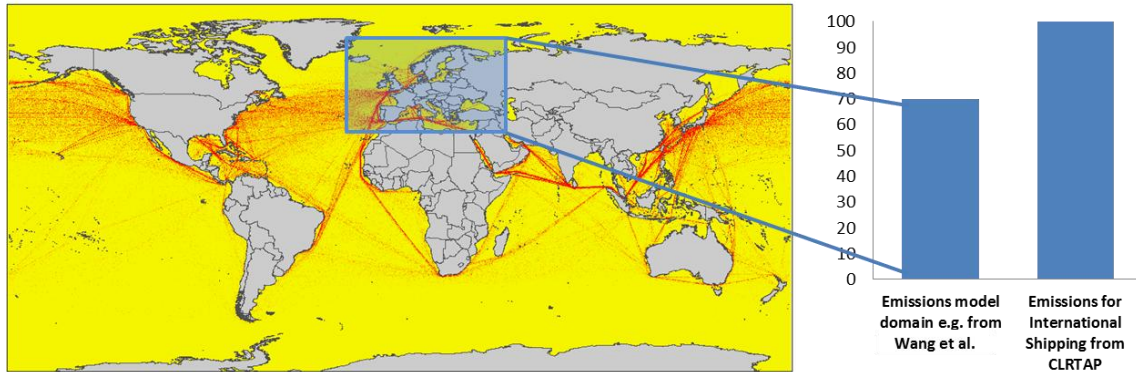 100
90
80
70
60
50
40
30
20
10
0
Emissions model
domain e.g. from
Wang et al.
Emissions for
International
Shipping from
CLRTAP